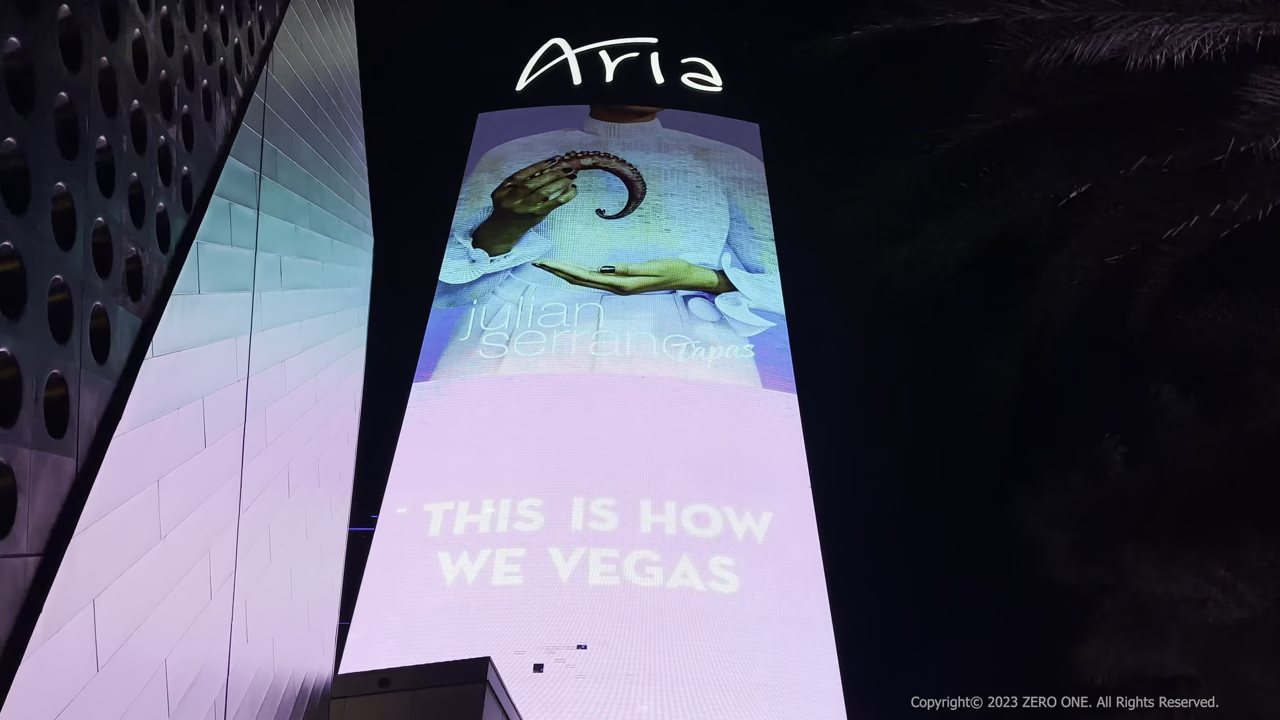 Aria
julian
serrano
Tapas
THIS IS HOW
WE VEGAS
Copyright© 2023 ZERO ONE. All Rights Reserved.